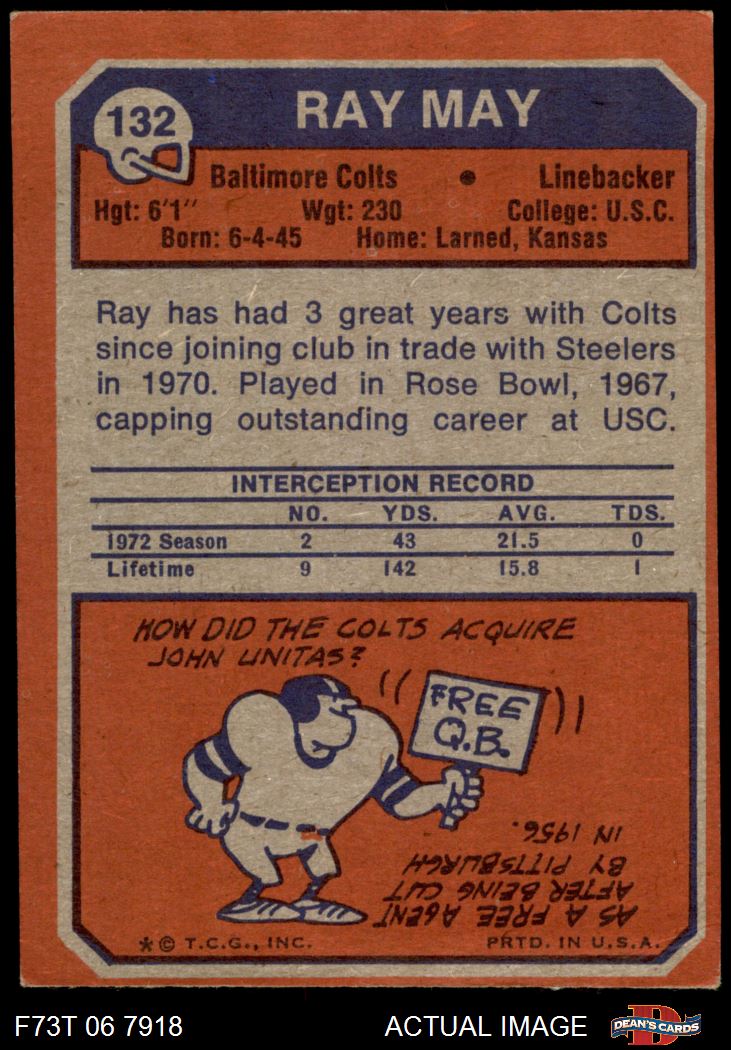 132
RAY MAY
Baltimore Colts • Linebacker
Hgt: 6'1" Wgt: 230 College: U.S.C.
Born: 6-4-45 Home: Larned, Kansas
Ray has had 3 great years with Colts
since joining club in trade with Steelers
in 1970. Played in Rose Bowl, 1967,
capping outstanding career at USC.
INTERCEPTION RECORD
NO. YDS. AVG. TDS.
1972 Season 2 43 21.5 0
Lifetime 9 142 15.8 1
HOW DID THE COLTS ACQUIRE
JOHN UNITAS?
FREE
Q.B.
AS A FREE AGENT
AFTER BEING CUT
BY PITTSBURGH
IN 1956.
* © T.C.G., INC. PRTD. IN U.S.A.
F73T 06 7918 ACTUAL IMAGE
D
DEAN'S CARDS